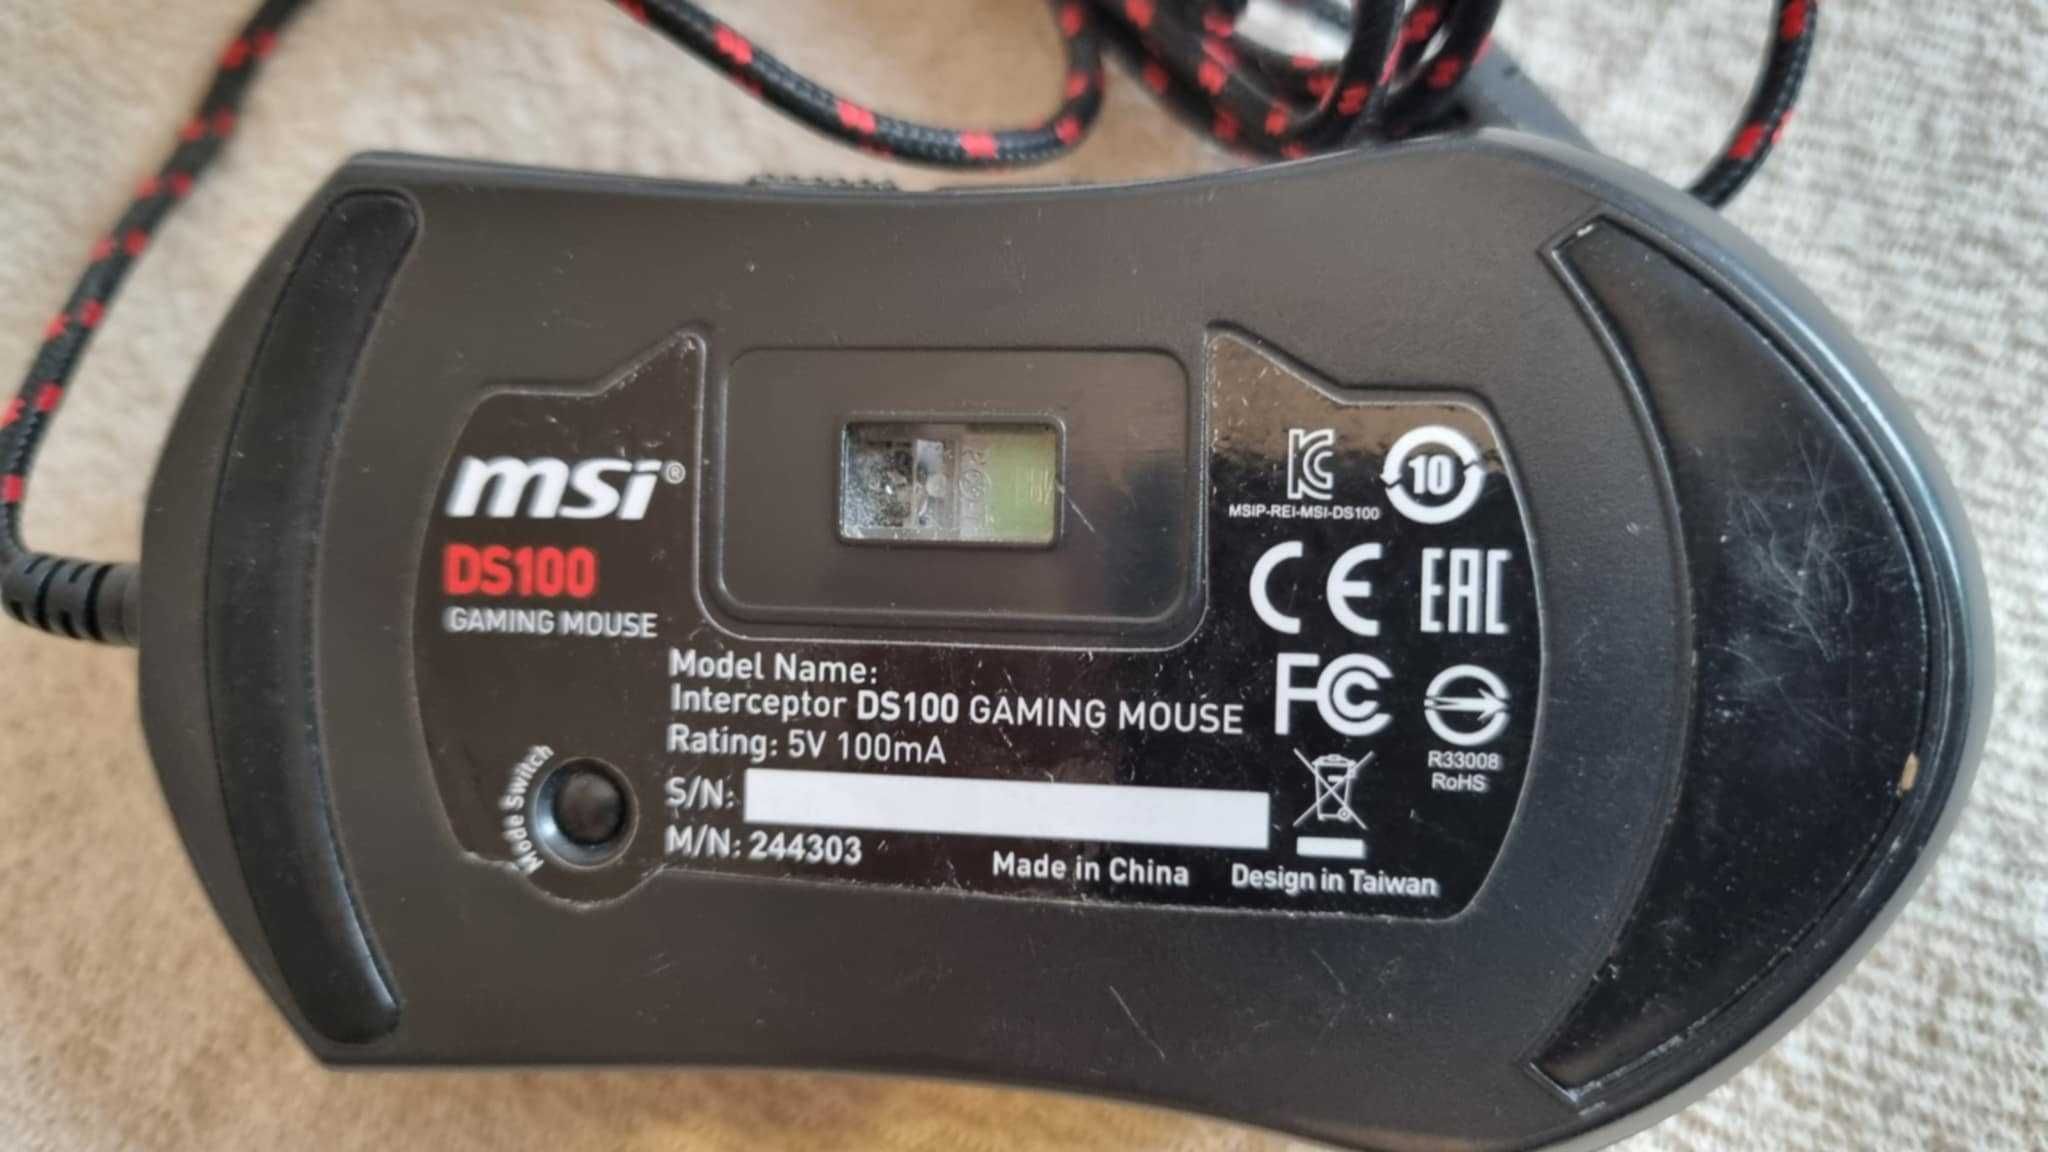 msi®
DS100
GAMING MOUSE
Mode Switch
Model Name:
Interceptor DS100 GAMING MOUSE
Rating: 5V 100mA
S/N:
M/N: 244303
Made in China
Design in Taiwan
KC
MSIP-REI-MSI-DS100
10
CE
EAC
FC
R33008
RoHS